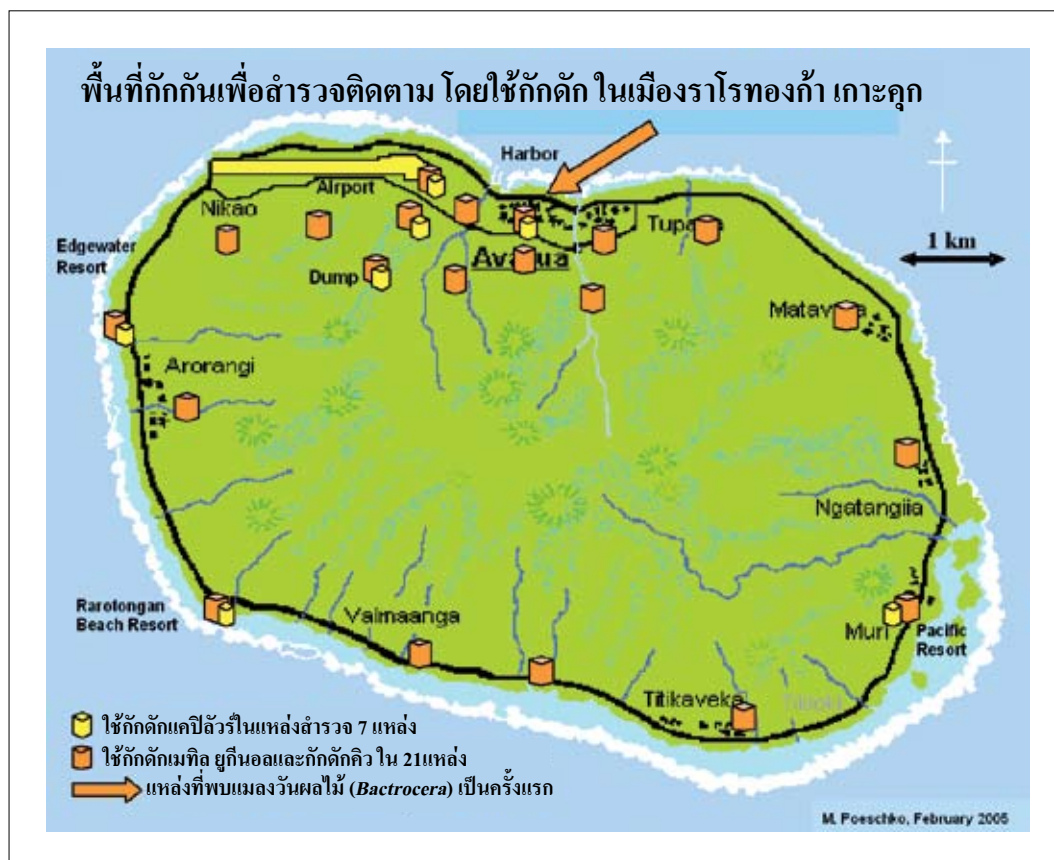 พื้นที่กักกันเพื่อสำรวจติดตาม โดยใช้กักดัก ในเมืองราโรทองก้า เกาะคุก
Harbor
Airport
Nikao
Edgewater
Resort
Dump
1 km
Arorangi
Ngatangiia
Rarotongan
Beach Resort
Vaimaanga
Muri
Pacific
Resort
ใช้กักดักแคปิลัวร์ในแหล่งสำรวจ 7 แหล่ง
ใช้กักดักเมทิล ยูกีนอลและกักดักคิว ใน 21แหล่ง
แหล่งที่พบแมลงวันผลไม้ (Bactrocera) เป็นครั้งแรก
M. Poeschko, February 2005